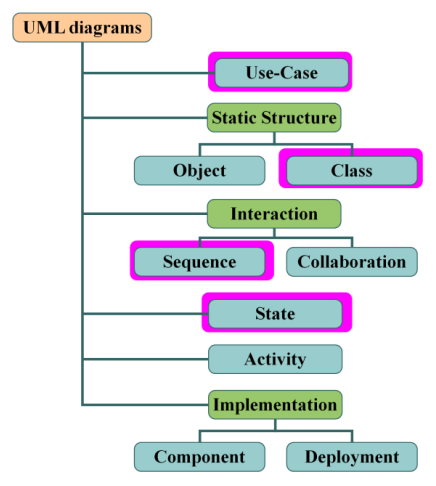 UML diagrams
Use-Case
Static Structure
Object
Class
Interaction
Sequence
Collaboration
State
Activity
Implementation
Component
Deployment